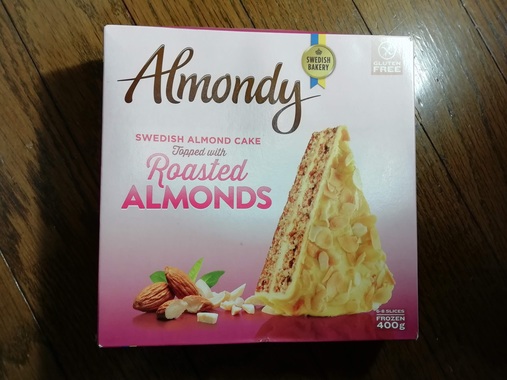 Almondy
SWEDISH
BAKERY
GLUTEN
FREE
SWEDISH ALMOND CAKE
Topped with
Roasted
ALMONDS
6-8 SLICES
FROZEN
400g